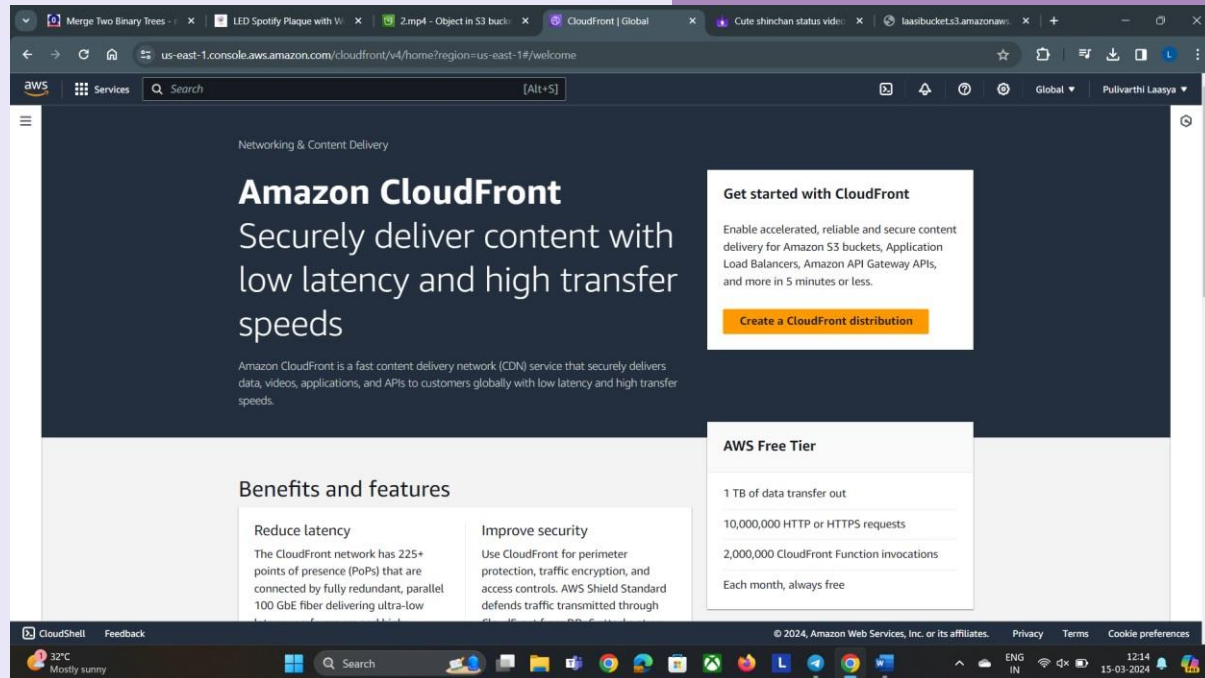 Merge Two Binary Trees -
LED Spotify Plaque with W
2.mp4 - Object in S3 buck
CloudFront | Global
Cute shinchan status video
laasibucket.s3.amazonaws.
us-east-1.console.aws.amazon.com/cloudfront/v4/home?region=us-east-1#/welcome
L
aws
Services
Search
[Alt+S]
Global
Pulivarthi Laasya
Networking & Content Delivery
Amazon CloudFront
Securely deliver content with
low latency and high transfer
speeds
Amazon CloudFront is a fast content delivery network (CDN) service that securely delivers
data, videos, applications, and APIs to customers globally with low latency and high transfer
speeds.
Get started with CloudFront
Enable accelerated, reliable and secure content
delivery for Amazon S3 buckets, Application
Load Balancers, Amazon API Gateway APIs,
and more in 5 minutes or less.
Create a CloudFront distribution
AWS Free Tier
1 TB of data transfer out
10,000,000 HTTP or HTTPS requests
2,000,000 CloudFront Function invocations
Each month, always free
Benefits and features
Reduce latency
The CloudFront network has 225+
points of presence (PoPs) that are
connected by fully redundant, parallel
100 GbE fiber delivering ultra-low
Improve security
Use CloudFront for perimeter
protection, traffic encryption, and
access controls. AWS Shield Standard
defends traffic transmitted through
CloudShell
Feedback
© 2024, Amazon Web Services, Inc. or its affiliates.
Privacy
Terms
Cookie preferences
1
32°C
Mostly sunny
Search
L
ENG
IN
12:14
15-03-2024